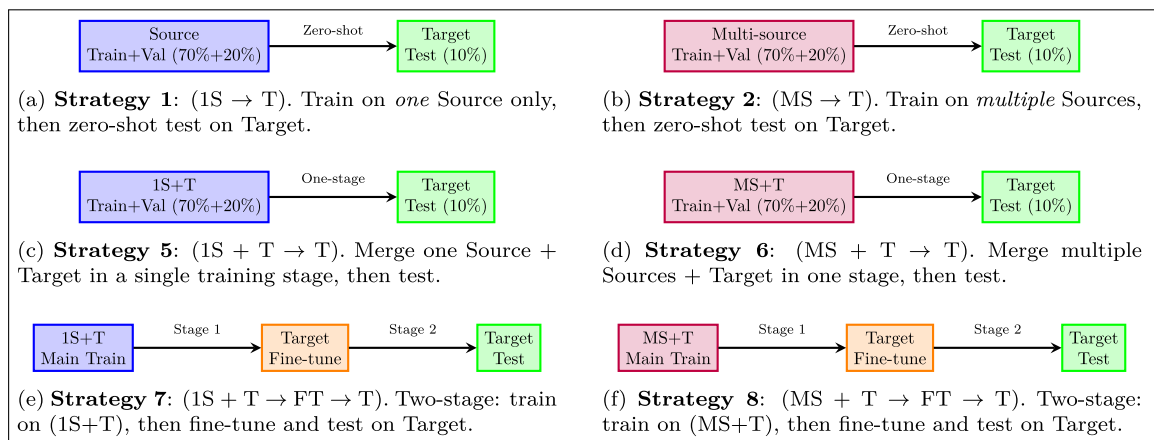 Source
Train+Val (70%+20%)
Zero-shot
Target
Test (10%)
(a) Strategy 1: (1S → T). Train on one Source only,
then zero-shot test on Target.
Multi-source
Train+Val (70%+20%)
Zero-shot
Target
Test (10%)
(b) Strategy 2: (MS → T). Train on multiple Sources,
then zero-shot test on Target.
1S+T
Train+Val (70%+20%)
One-stage
Target
Test (10%)
(c) Strategy 5: (1S + T → T). Merge one Source +
Target in a single training stage, then test.
MS+T
Train+Val (70%+20%)
One-stage
Target
Test (10%)
(d) Strategy 6: (MS + T → T). Merge multiple
Sources + Target in one stage, then test.
1S+T
Main Train
Stage 1
Target
Fine-tune
Stage 2
Target
Test
(e) Strategy 7: (1S + T → FT → T). Two-stage: train
on (1S+T), then fine-tune and test on Target.
MS+T
Main Train
Stage 1
Target
Fine-tune
Stage 2
Target
Test
(f) Strategy 8: (MS + T → FT → T). Two-stage:
train on (MS+T), then fine-tune and test on Target.